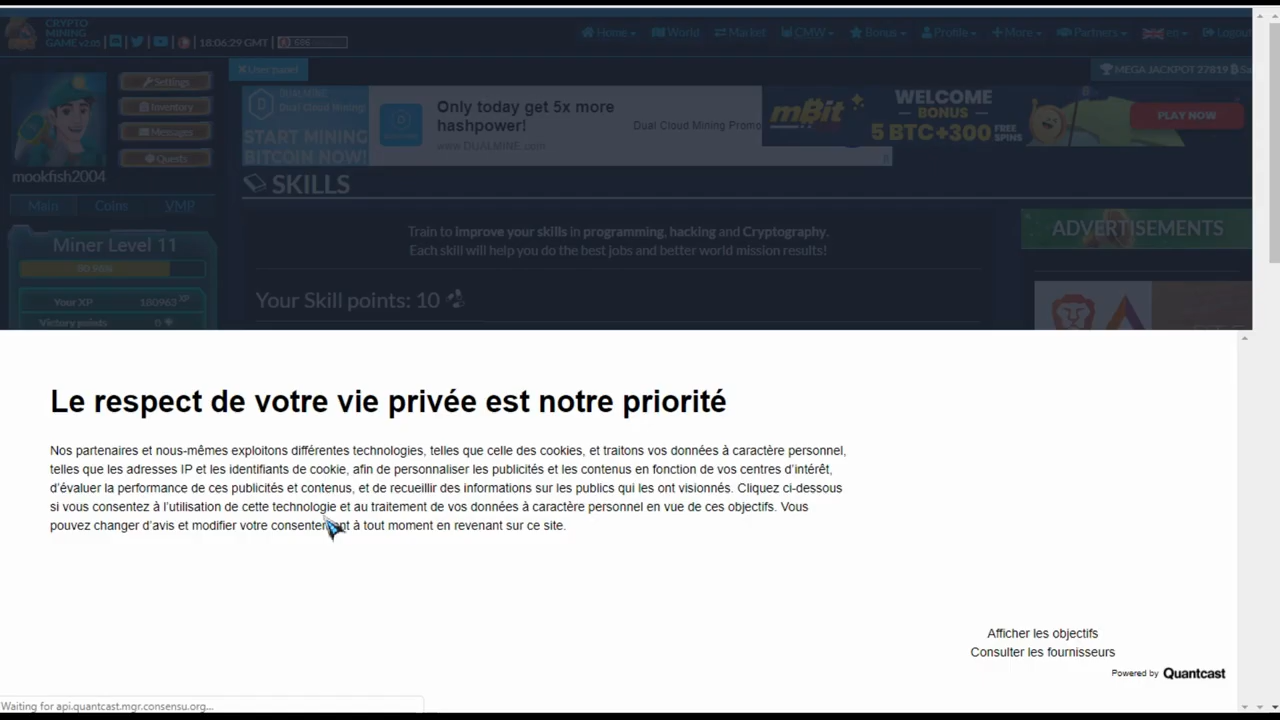 CRYPTO
MINING
GAME v2.05
18:06:29 GMT
Home
World
Market
CMW
Bonus
Profile
More
Partners
en
Logout
User panel
MEGA JACKPOT 27819
Settings
Inventory
Messages
Quests
mookfish2004
Main
Coins
VMP
DUALMINE
Dual Cloud Mining
START MINING
BITCOIN NOW!
Only today get 5x more
hashpower!
www.DUALMINE.com
Dual Cloud Mining Promo
mBit
WELCOME
BONUS
5 BTC+300 FREE
SPINS
PLAY NOW
SKILLS
Train to improve your skills in programming, hacking and Cryptography.
Each skill will help you do the best jobs and better world mission results!
ADVERTISEMENTS
Miner Level 11
Your XP 180963 XP
Victory points 0
Your Skill points: 10
Le respect de votre vie privée est notre priorité
Nos partenaires et nous-mêmes exploitons différentes technologies, telles que celle des cookies, et traitons vos données à caractère personnel,
telles que les adresses IP et les identifiants de cookie, afin de personnaliser les publicités et les contenus en fonction de vos centres d'intérêt,
d'évaluer la performance de ces publicités et contenus, et de recueillir des informations sur les publics qui les ont visionnés. Cliquez ci-dessous
si vous consentez à l'utilisation de cette technologie et au traitement de vos données à caractère personnel en vue de ces objectifs. Vous
pouvez changer d'avis et modifier votre consentement à tout moment en revenant sur ce site.
Afficher les objectifs
Consulter les fournisseurs
Powered by Quantcast
Waiting for api.quantcast.mgr.consensu.org...